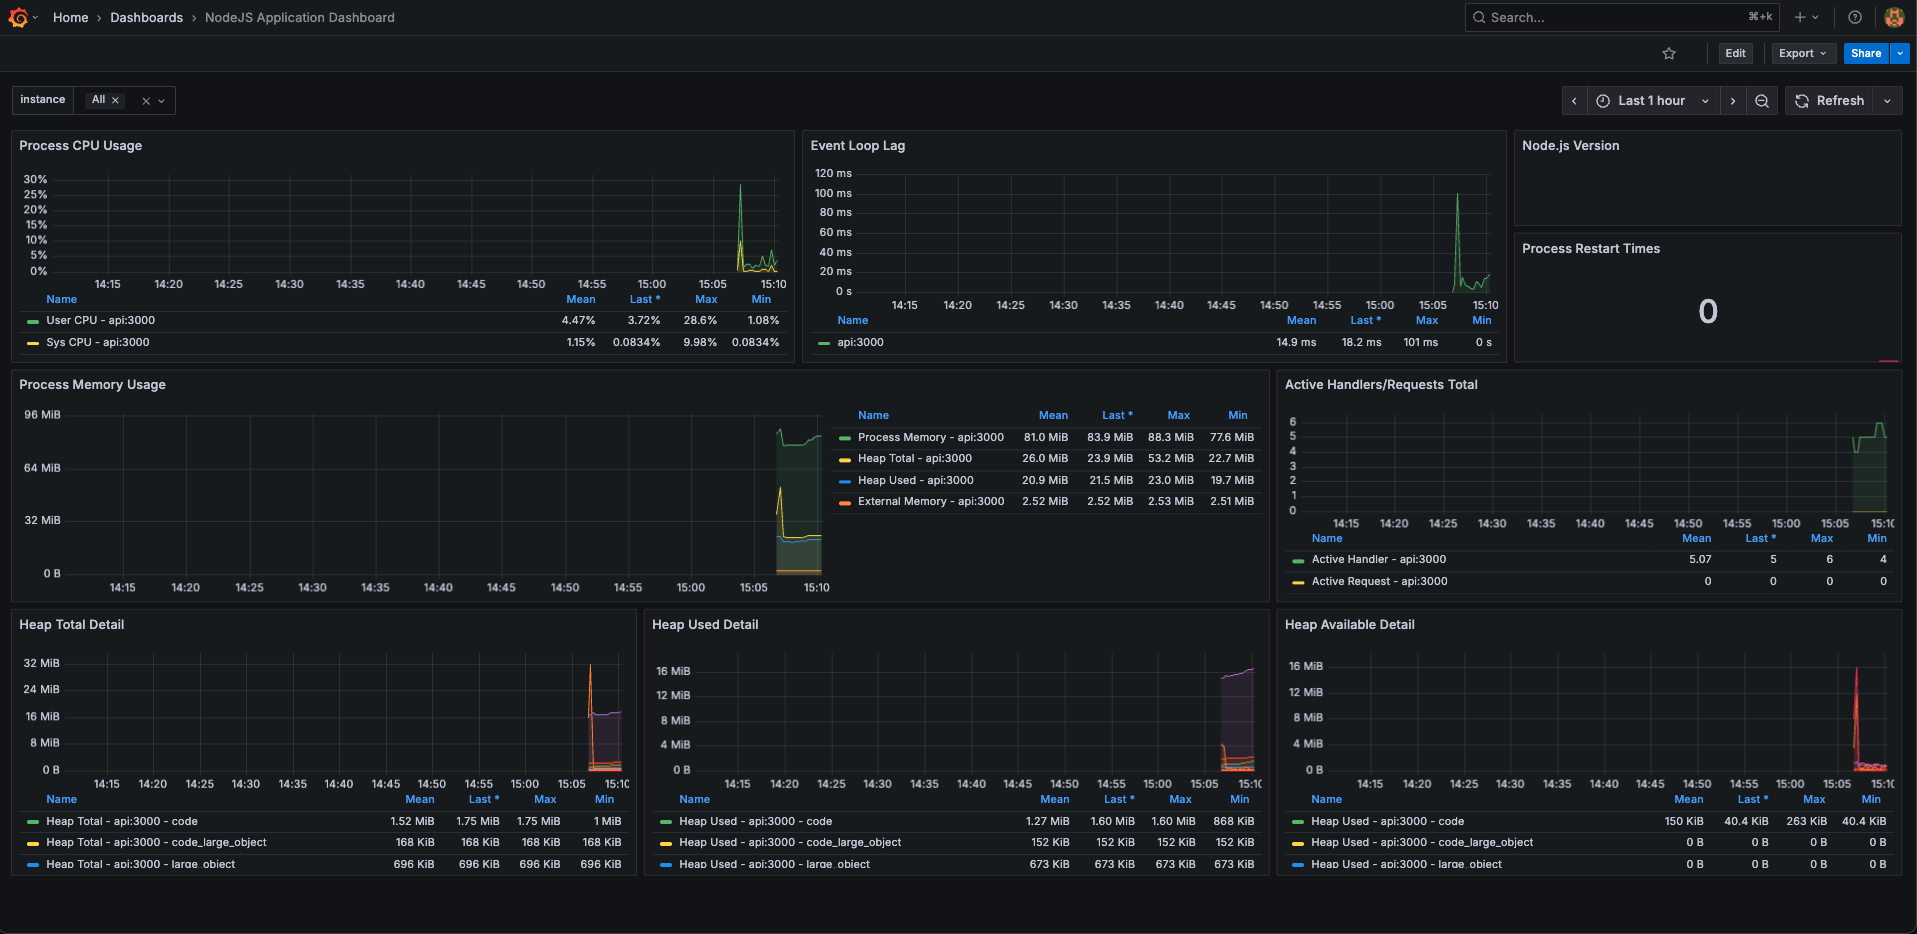 Home › Dashboards › NodeJS Application Dashboard
Search... ⌘+k
Edit Export Share
instance All
Last 1 hour Refresh
Process CPU Usage
30%
25%
20%
15%
10%
5%
0%
14:15 14:20 14:25 14:30 14:35 14:40 14:45 14:50 14:55 15:00 15:05 15:10
Name Mean Last * Max Min
User CPU - api:3000 4.47% 3.72% 28.6% 1.08%
Sys CPU - api:3000 1.15% 0.0834% 9.98% 0.0834%
Event Loop Lag
120 ms
100 ms
80 ms
60 ms
40 ms
20 ms
0 s
14:15 14:20 14:25 14:30 14:35 14:40 14:45 14:50 14:55 15:00 15:05 15:10
Name
Mean Last * Max Min
api:3000 14.9 ms 18.2 ms 101 ms 0 s
Node.js Version
Process Restart Times
0
Process Memory Usage
96 MiB
64 MiB
32 MiB
0 B
14:15 14:20 14:25 14:30 14:35 14:40 14:45 14:50 14:55 15:00 15:05 15:10
Name Mean Last * Max Min
Process Memory - api:3000 81.0 MiB 83.9 MiB 88.3 MiB 77.6 MiB
Heap Total - api:3000 26.0 MiB 23.9 MiB 53.2 MiB 22.7 MiB
Heap Used - api:3000 20.9 MiB 21.5 MiB 23.0 MiB 19.7 MiB
External Memory - api:3000 2.52 MiB 2.52 MiB 2.53 MiB 2.51 MiB
Active Handlers/Requests Total
6
5
4
3
2
1
0
14:15 14:20 14:25 14:30 14:35 14:40 14:45 14:50 14:55 15:00 15:05 15:10
Name Mean Last * Max Min
Active Handler - api:3000 5.07 5 6 4
Active Request - api:3000 0 0 0 0
Heap Total Detail
32 MiB
24 MiB
16 MiB
8 MiB
0 B
14:15 14:20 14:25 14:30 14:35 14:40 14:45 14:50 14:55 15:00 15:05 15:10
Name Mean Last * Max Min
Heap Total - api:3000 - code 1.52 MiB 1.75 MiB 1.75 MiB 1 MiB
Heap Total - api:3000 - code_large_object 168 KiB 168 KiB 168 KiB 168 KiB
Heap Total - api:3000 - large_object 696 KiB 696 KiB 696 KiB 696 KiB
Heap Used Detail
16 MiB
12 MiB
8 MiB
4 MiB
0 B
14:15 14:20 14:25 14:30 14:35 14:40 14:45 14:50 14:55 15:00 15:05 15:10
Name Mean Last * Max Min
Heap Used - api:3000 - code 1.27 MiB 1.60 MiB 1.60 MiB 868 KiB
Heap Used - api:3000 - code_large_object 152 KiB 152 KiB 152 KiB 152 KiB
Heap Used - api:3000 - large_object 673 KiB 673 KiB 673 KiB 673 KiB
Heap Available Detail
16 MiB
12 MiB
8 MiB
4 MiB
0 B
14:15 14:20 14:25 14:30 14:35 14:40 14:45 14:50 14:55 15:00 15:05 15:10
Name Mean Last * Max Min
Heap Used - api:3000 - code 150 KiB 40.4 KiB 263 KiB 40.4 KiB
Heap Used - api:3000 - code_large_object 0 B 0 B 0 B 0 B
Heap Used - api:3000 - large_object 0 B 0 B 0 B 0 B